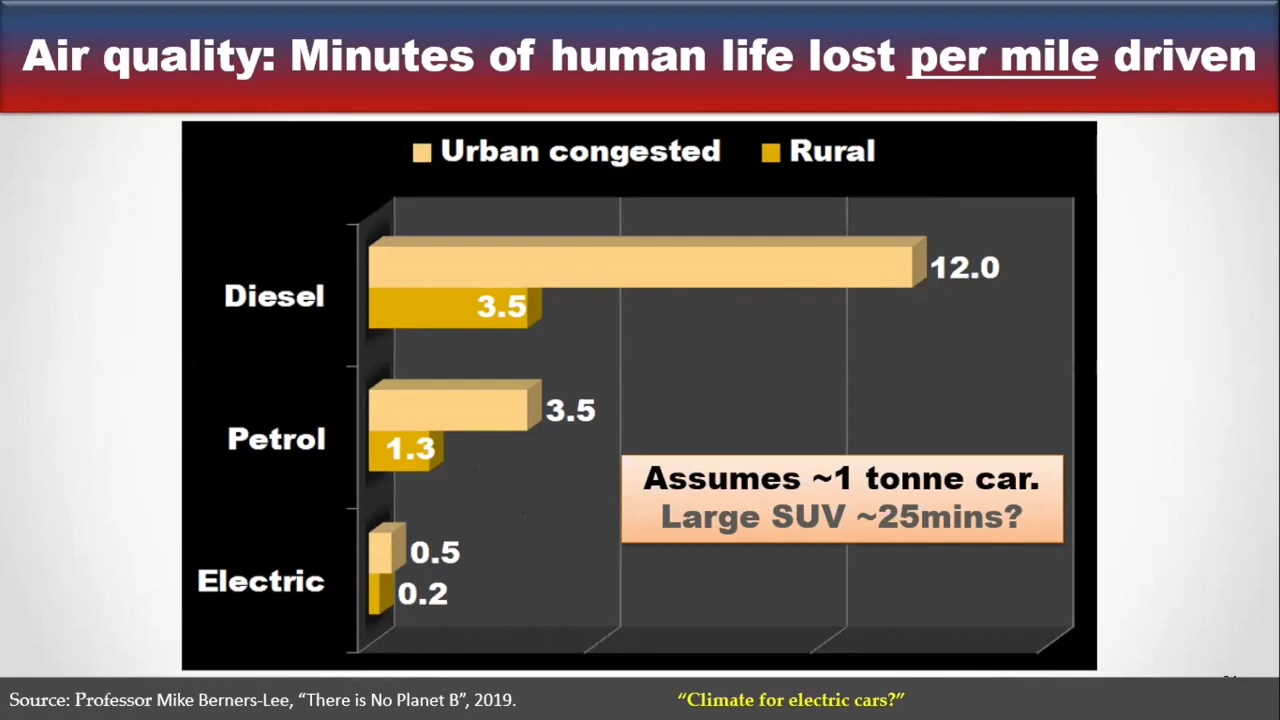 Air quality: Minutes of human life lost per mile driven
Urban congested
Rural
Diesel
12.0
3.5
Petrol
3.5
1.3
Assumes ~1 tonne car.
Large SUV ~25mins?
Electric
0.5
0.2
Source: Professor Mike Berners-Lee, “There is No Planet B”, 2019.
“Climate for electric cars?”